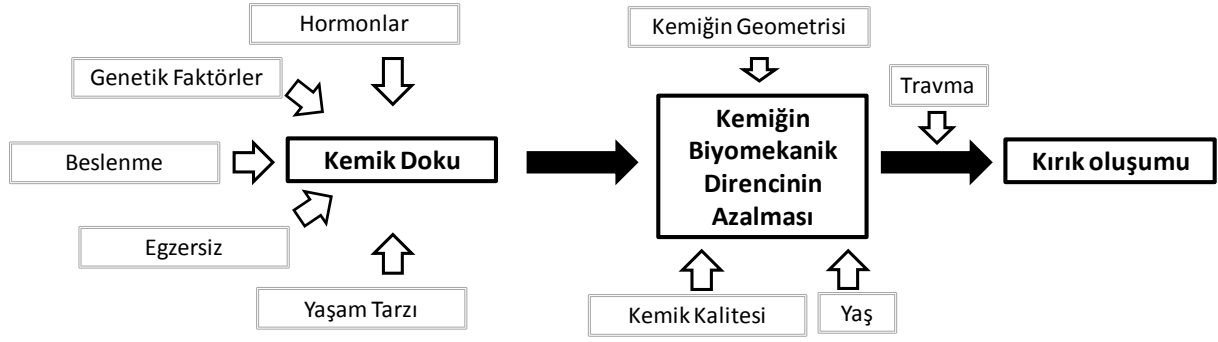 Hormonlar
Kemiğin Geometrisi
Genetik Faktörler
Travma
Beslenme
Kemik Doku
Kemiğin
Biyomekanik
Direncinin
Azalması
Kırık oluşumu
Egzersiz
Yaşam Tarzı
Kemik Kalitesi
Yaş